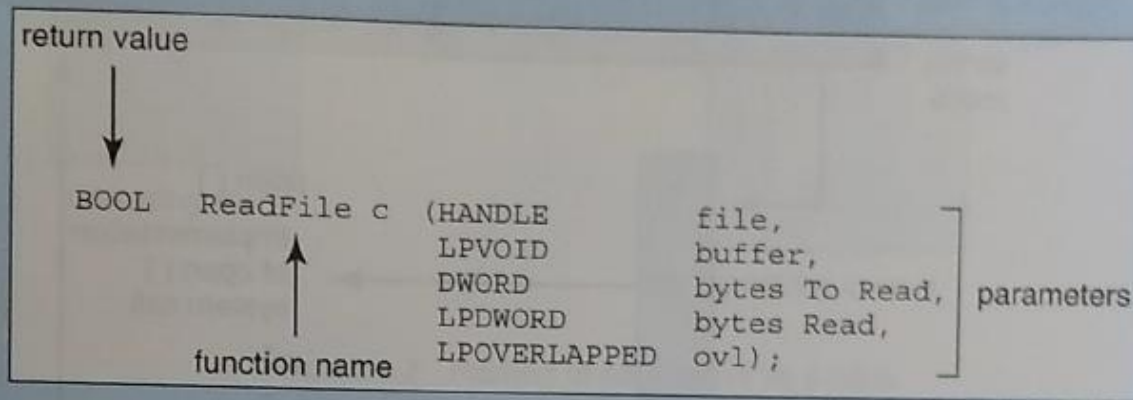 return value
BOOL ReadFile c (HANDLE file,
LPVOID buffer,
DWORD bytes To Read,
LPDWORD bytes Read,
LPOVERLAPPED ovl);
parameters
function name